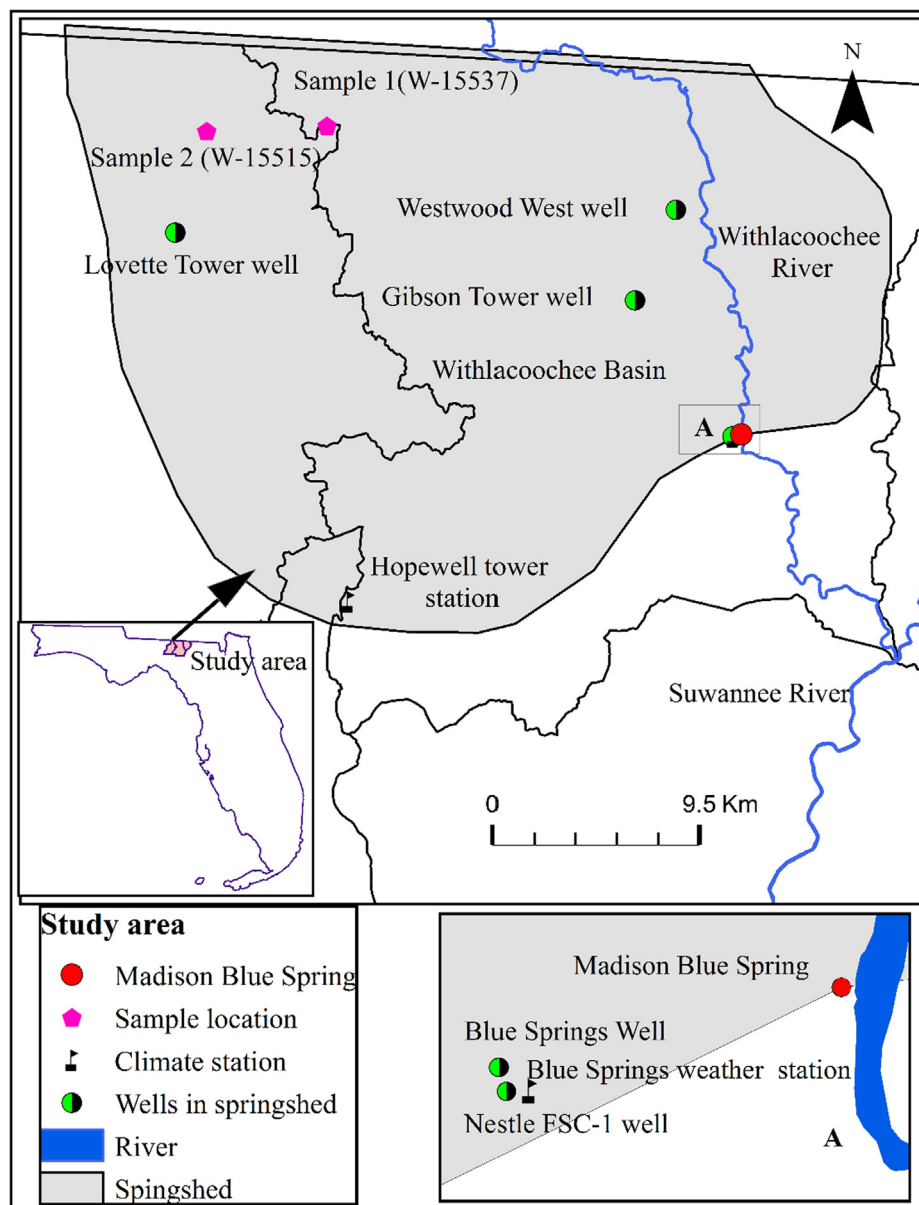 N
Sample 1(W-15537)
Sample 2 (W-15515)
Westwood West well
Withlacoochee
River
Lovette Tower well
Gibson Tower well
Withlacoochee Basin
A
Hopewell tower
station
Study area
Suwannee River
0 9.5 Km
Study area
Madison Blue Spring
Sample location
Climate station
Wells in springshed
River
Spingshed
Madison Blue Spring
Blue Springs Well
Blue Springs weather station
Nestle FSC-1 well
A